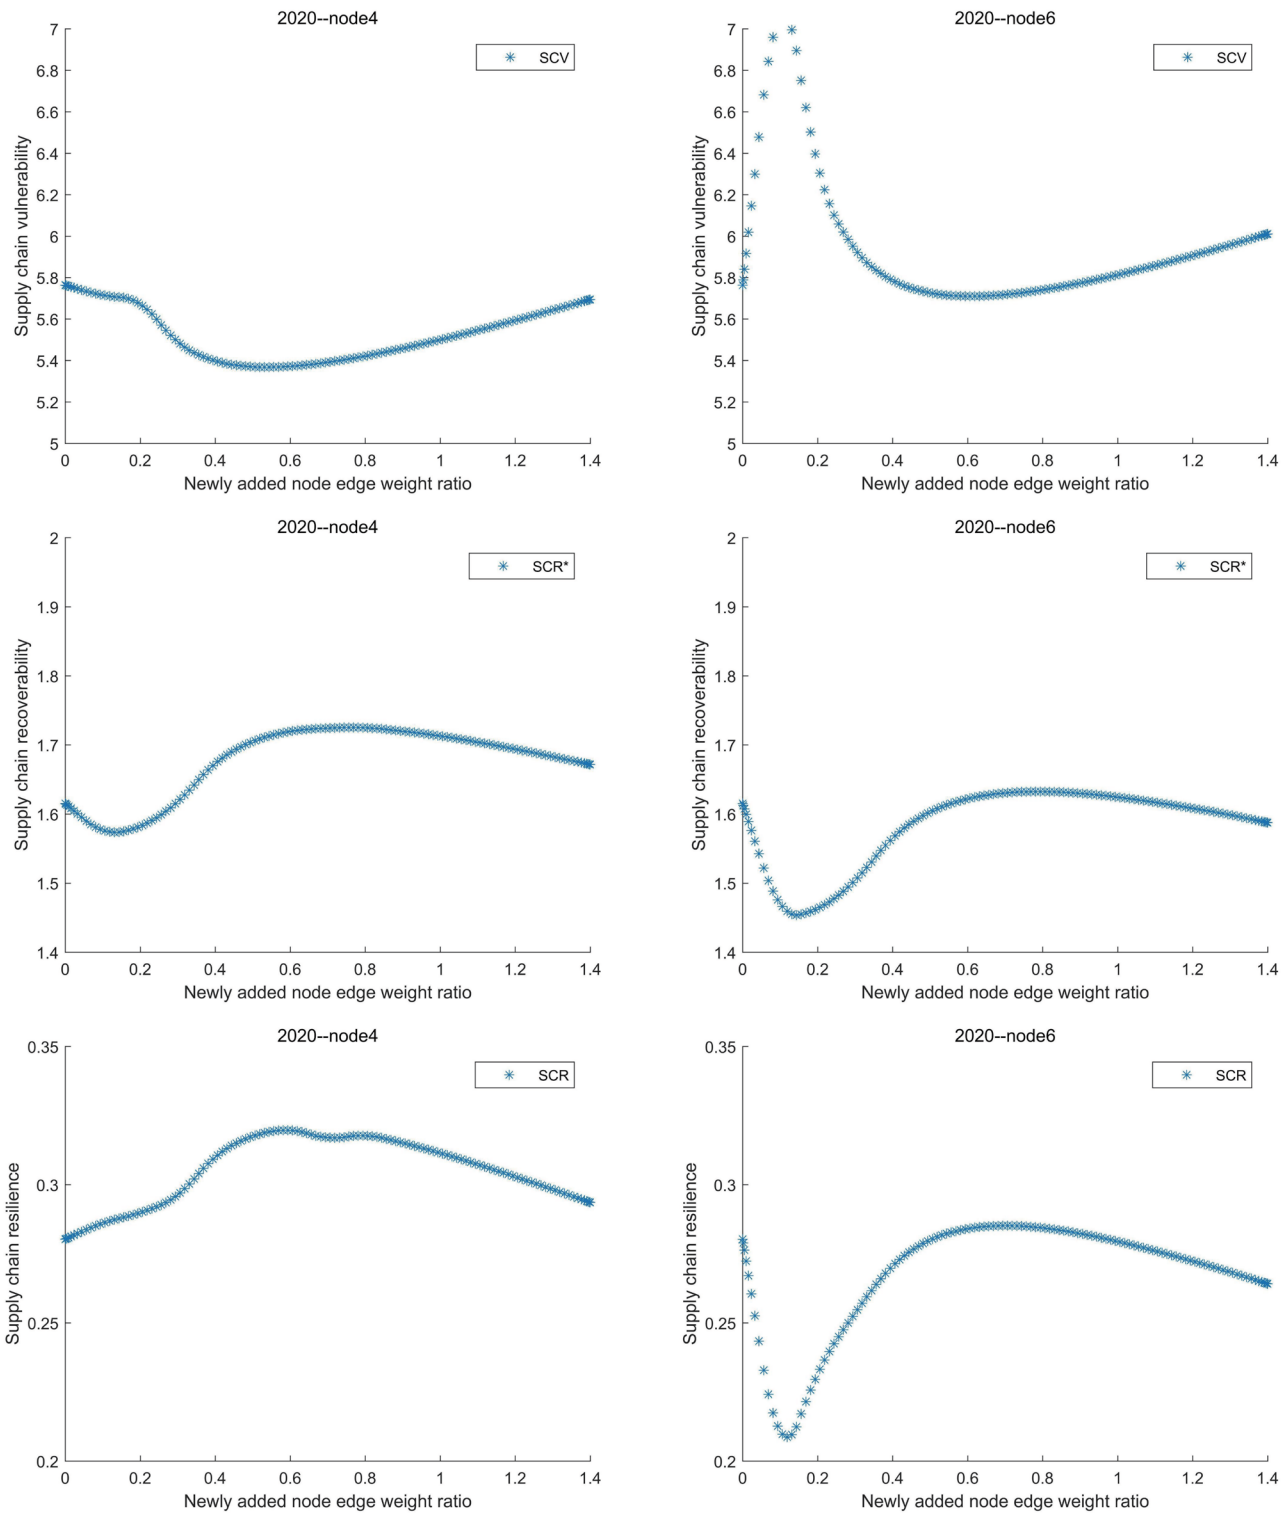 2020--node4
7
6.8
6.6
6.4
6.2
6
5.8
5.6
5.4
5.2
5
0 0.2 0.4 0.6 0.8 1 1.2 1.4
Supply chain vulnerability
Newly added node edge weight ratio
SCV
2020--node6
7
6.8
6.6
6.4
6.2
6
5.8
5.6
5.4
5.2
5
0 0.2 0.4 0.6 0.8 1 1.2 1.4
Supply chain vulnerability
Newly added node edge weight ratio
SCV
2020--node4
2
1.9
1.8
1.7
1.6
1.5
1.4
0 0.2 0.4 0.6 0.8 1 1.2 1.4
Supply chain recoverability
Newly added node edge weight ratio
SCR*
2020--node6
2
1.9
1.8
1.7
1.6
1.5
1.4
0 0.2 0.4 0.6 0.8 1 1.2 1.4
Supply chain recoverability
Newly added node edge weight ratio
SCR*
2020--node4
0.35
0.3
0.25
0.2
0 0.2 0.4 0.6 0.8 1 1.2 1.4
Supply chain resilience
Newly added node edge weight ratio
SCR
2020--node6
0.35
0.3
0.25
0.2
0 0.2 0.4 0.6 0.8 1 1.2 1.4
Supply chain resilience
Newly added node edge weight ratio
SCR